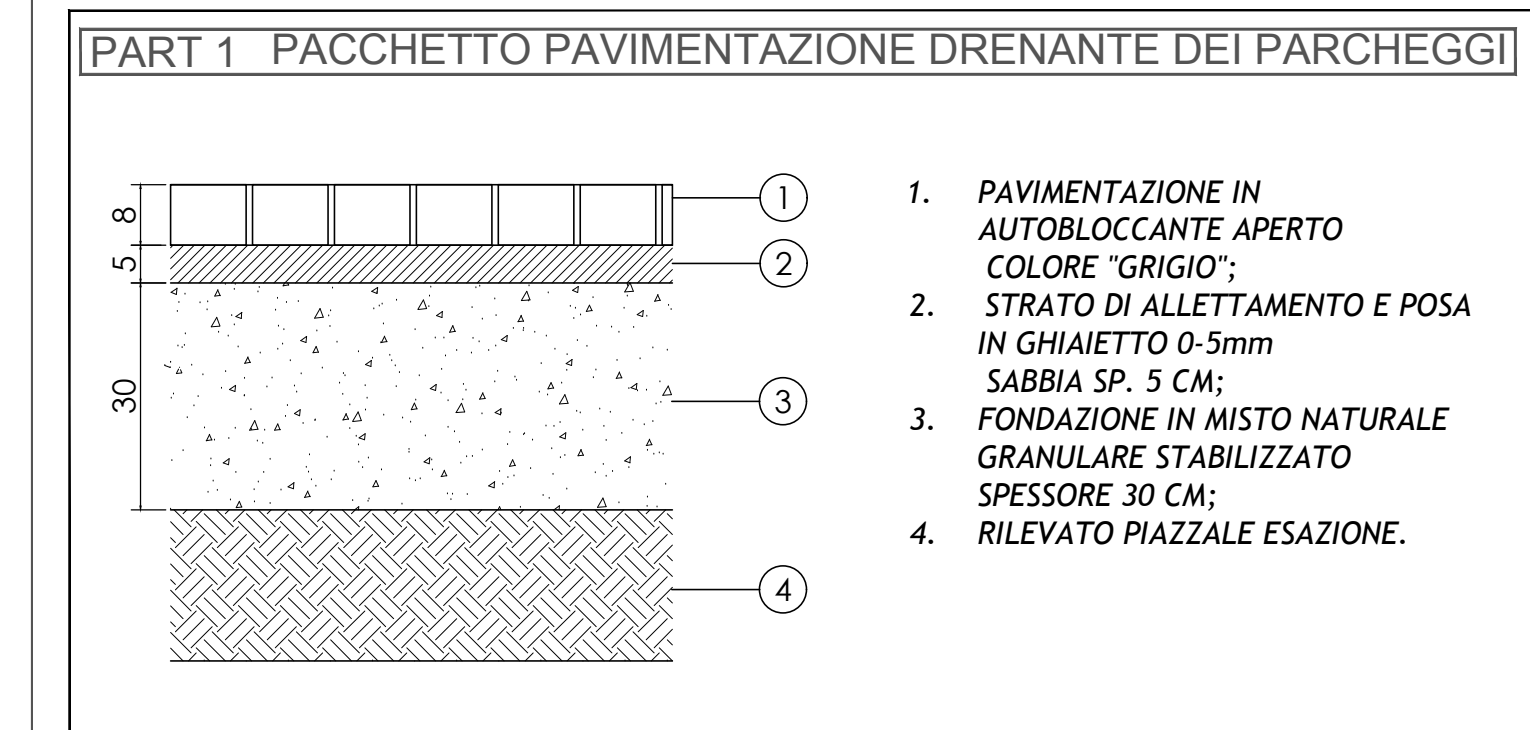 PART 1 PACCHETTO PAVIMENTAZIONE DRENANTE DEI PARCHEGGI
8
5
30
1
2
3
4
1. PAVIMENTAZIONE IN
AUTOBLOCCANTE APERTO
COLORE "GRIGIO";
2. STRATO DI ALLETTAMENTO E POSA
IN GHIAIETTO 0-5mm
SABBIA SP. 5 CM;
3. FONDAZIONE IN MISTO NATURALE
GRANULARE STABILIZZATO
SPESSORE 30 CM;
4. RILEVATO PIAZZALE ESAZIONE.